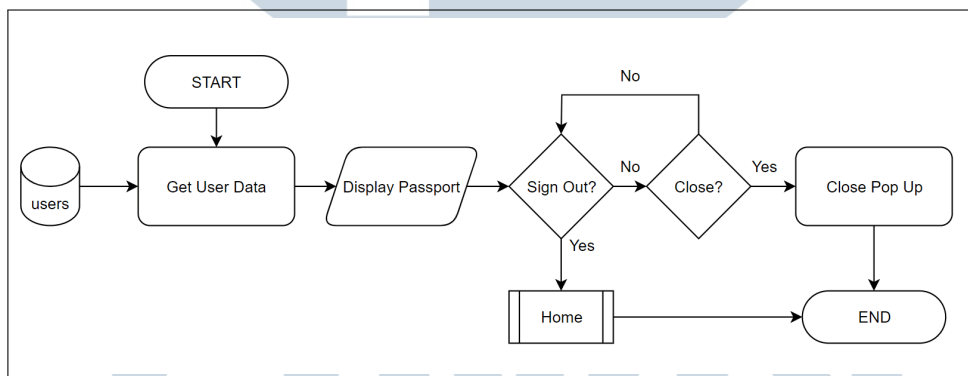 START
No
users
Get User Data
Display Passport
Sign Out?
No
Close?
Yes
Close Pop Up
Yes
Home
END